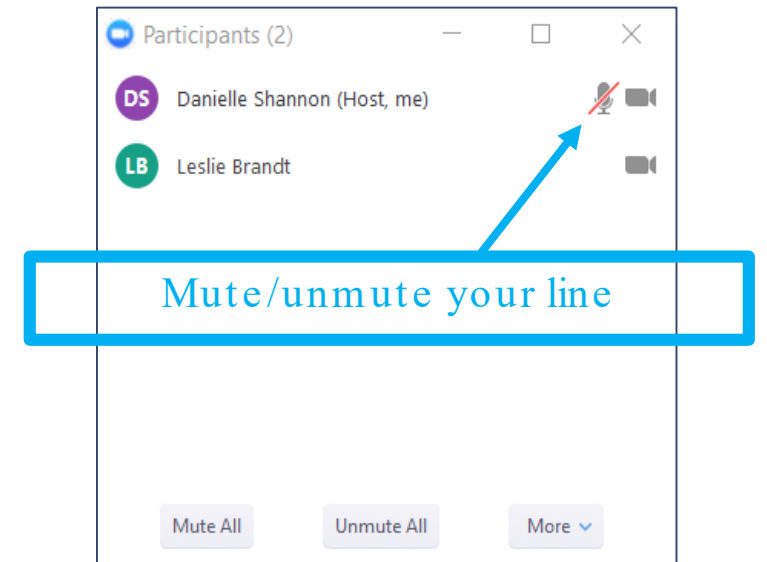 Participants (2)
DS Danielle Shannon (Host, me)
LB Leslie Brandt
Mute/unmute your line
Mute All Unmute All More